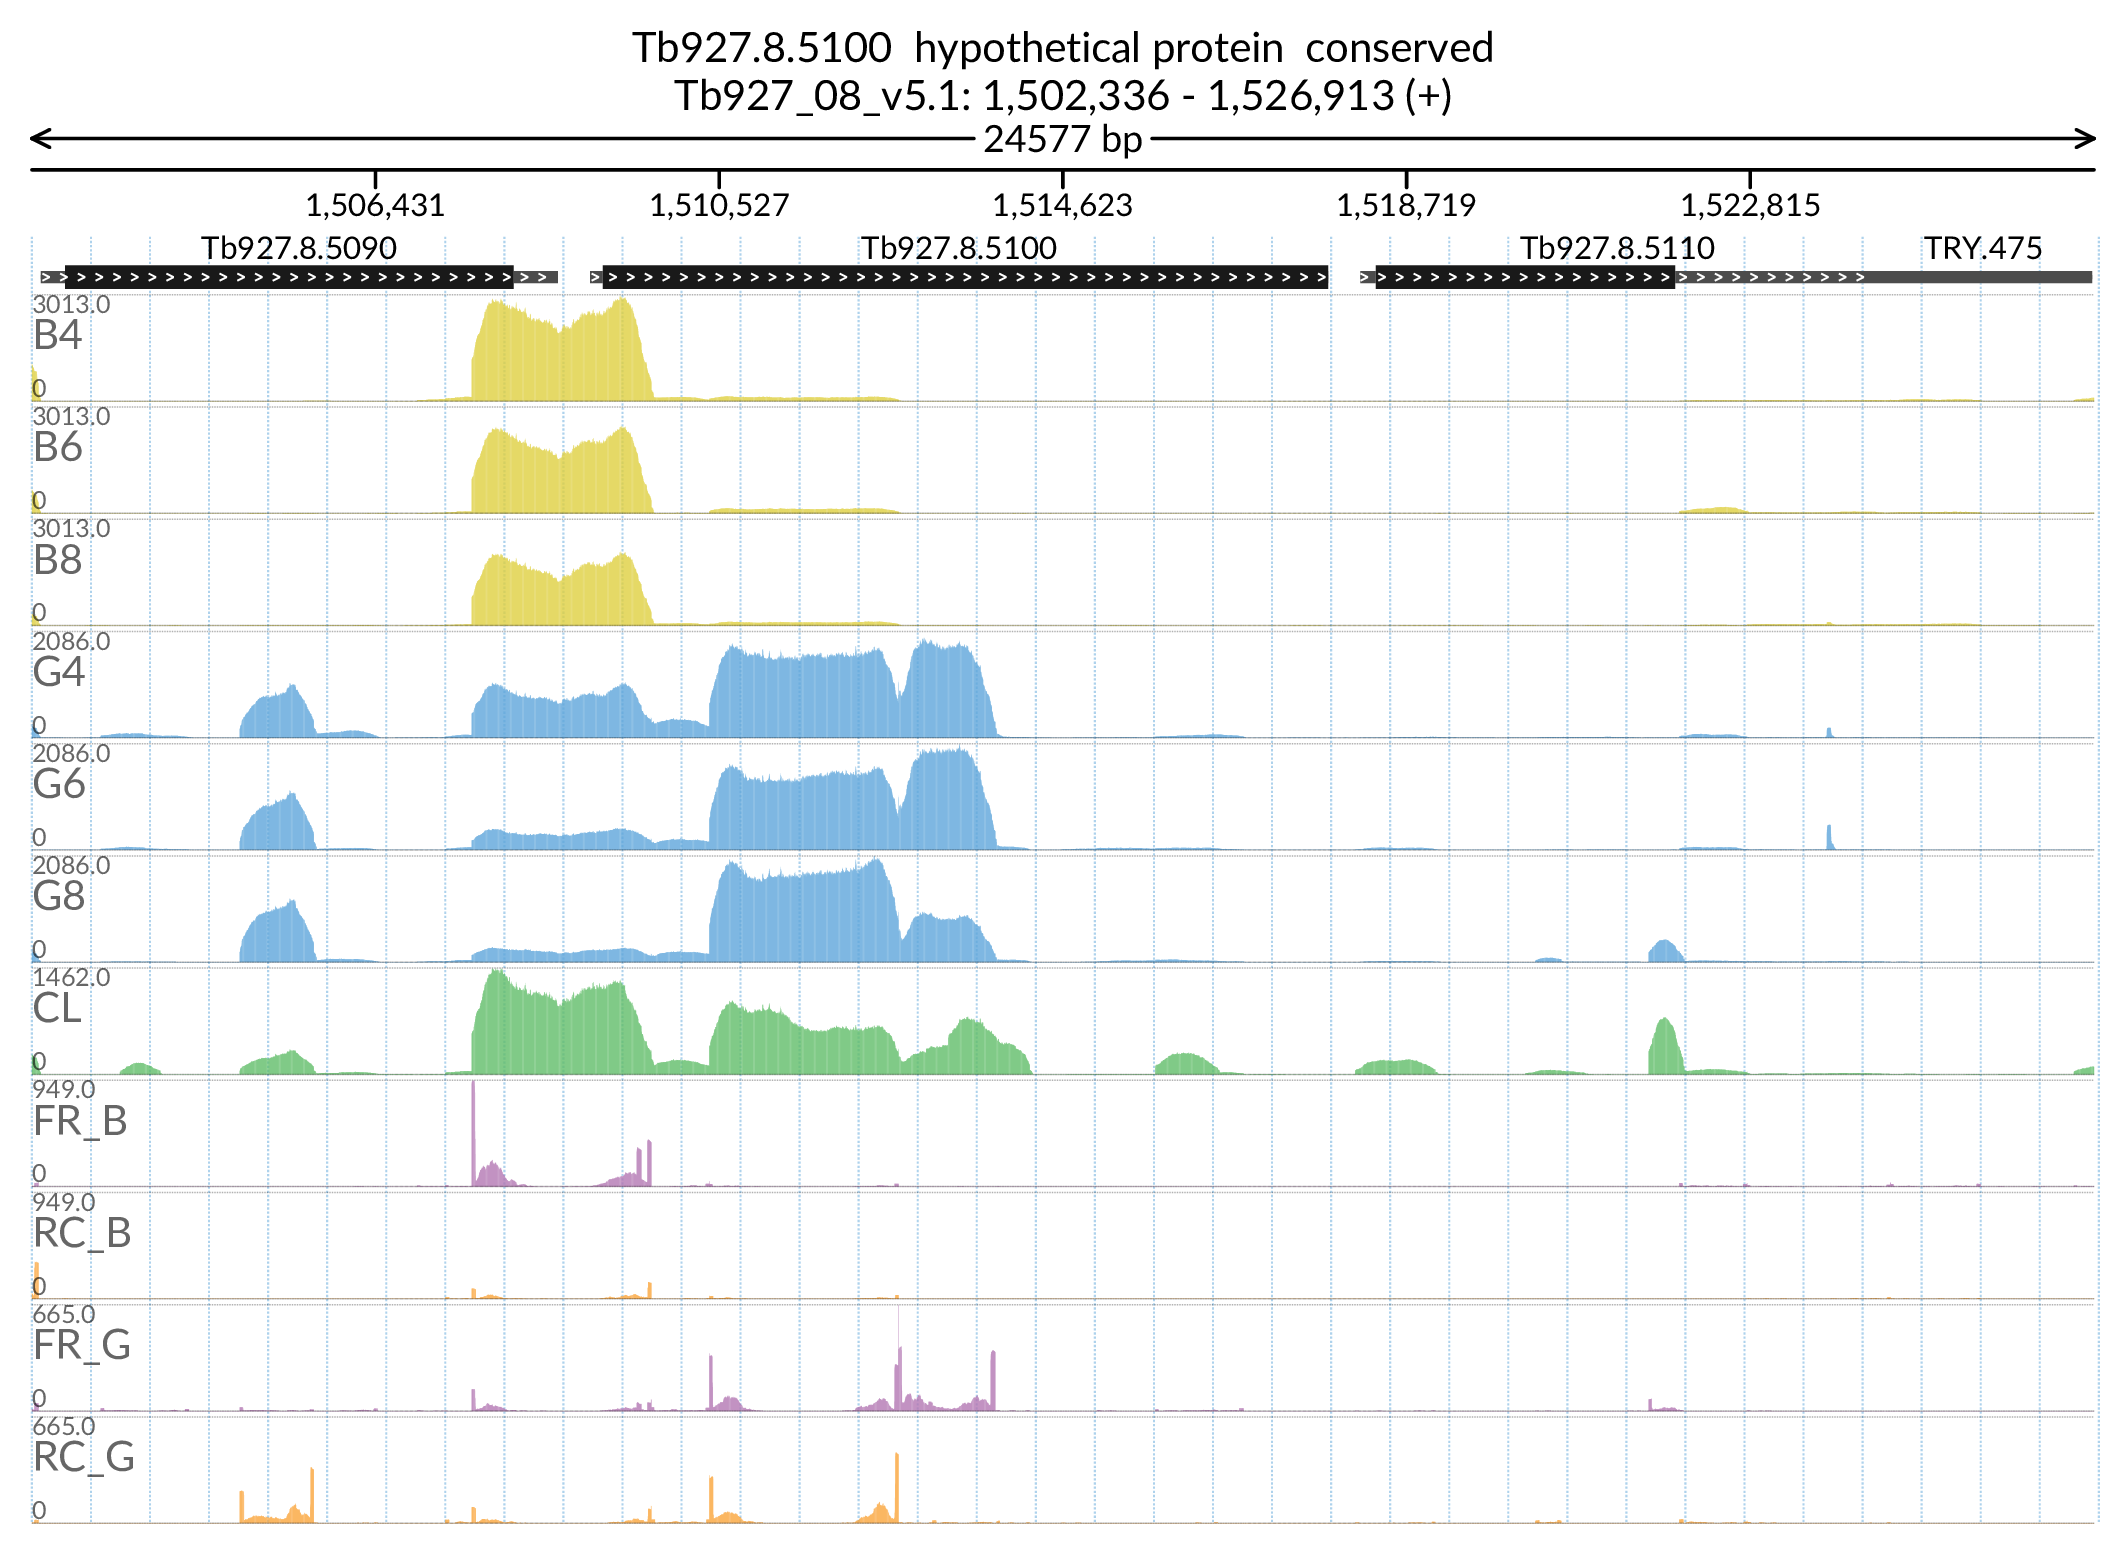 Tb927.8.5100  hypothetical protein  conserved
Tb927_08_v5.1: 1,502,336 - 1,526,913 (+)
24577 bp
1,506,431 1,510,527 1,514,623 1,518,719 1,522,815
Tb927.8.5090 Tb927.8.5100 Tb927.8.5110 TRY.475
3013.0
B4
0
3013.0
B6
0
3013.0
B8
0
2086.0
G4
0
2086.0
G6
0
2086.0
G8
0
1462.0
CL
0
949.0
FR_B
0
949.0
RC_B
0
665.0
FR_G
0
665.0
RC_G
0